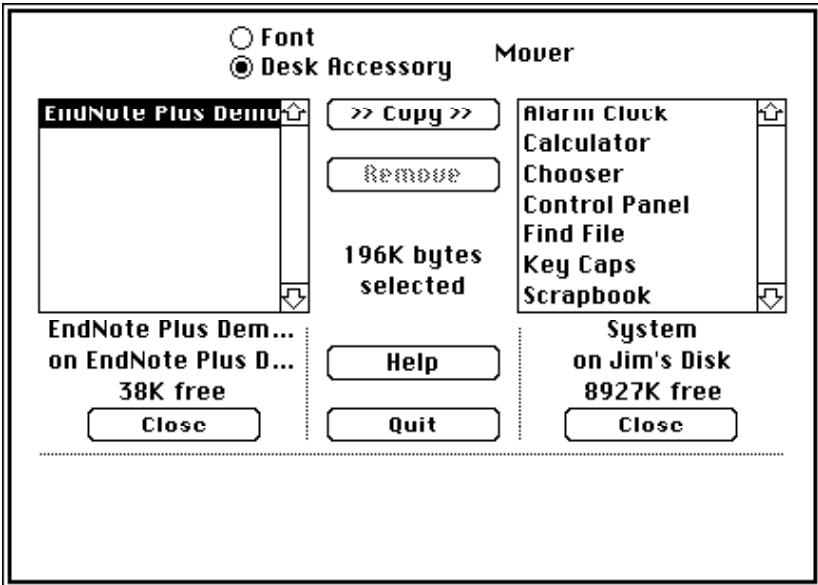 Font
Desk Accessory
Mover
EndNote Plus Demo
>> Copy >>
Remove
196K bytes
selected
Alarm Clock
Calculator
Chooser
Control Panel
Find File
Key Caps
Scrapbook
EndNote Plus Dem...
on EndNote Plus D...
38K free
Close
Help
Quit
System
on Jim's Disk
8927K free
Close